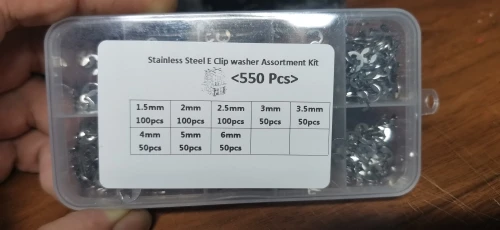 Stainless Steel E Clip washer Assortment Kit
<550 Pcs>
1.5mm 2mm 2.5mm 3mm 3.5mm
100pcs 100pcs 100pcs 50pcs 50pcs
4mm 5mm 6mm
50pcs 50pcs 50pcs